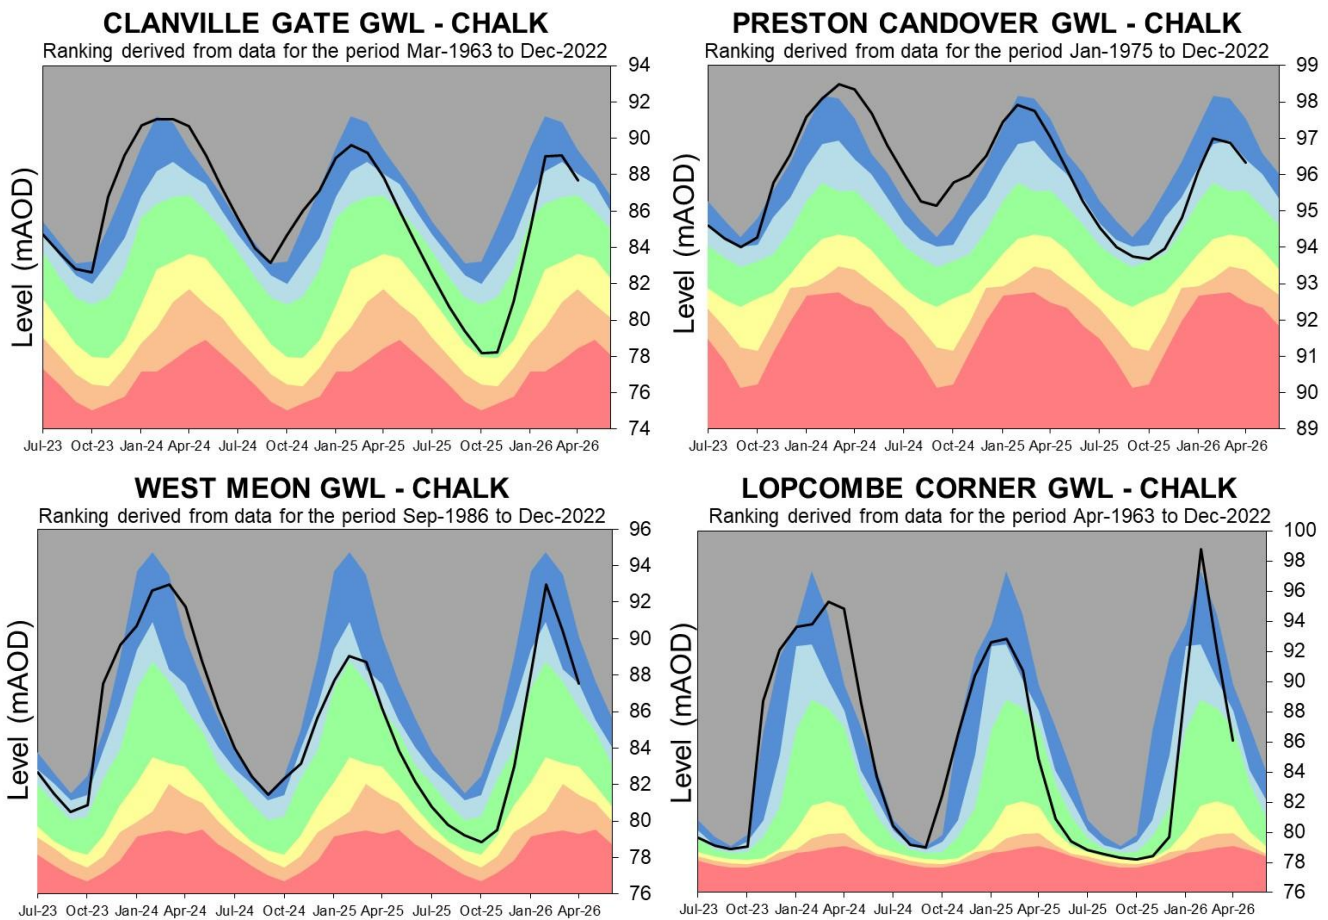 CLANVILLE GATE GWL - CHALK
Ranking derived from data for the period Mar-1963 to Dec-2022
94
92
90
88
86
84
82
80
78
76
74
Level (mAOD)
Jul-23 Oct-23 Jan-24 Apr-24 Jul-24 Oct-24 Jan-25 Apr-25 Jul-25 Oct-25 Jan-26 Apr-26
PRESTON CANDOVER GWL - CHALK
Ranking derived from data for the period Jan-1975 to Dec-2022
99
98
97
96
95
94
93
92
91
90
89
Level (mAOD)
Jul-23 Oct-23 Jan-24 Apr-24 Jul-24 Oct-24 Jan-25 Apr-25 Jul-25 Oct-25 Jan-26 Apr-26
WEST MEON GWL - CHALK
Ranking derived from data for the period Sep-1986 to Dec-2022
96
94
92
90
88
86
84
82
80
78
76
Level (mAOD)
Jul-23 Oct-23 Jan-24 Apr-24 Jul-24 Oct-24 Jan-25 Apr-25 Jul-25 Oct-25 Jan-26 Apr-26
LOPCOMBE CORNER GWL - CHALK
Ranking derived from data for the period Apr-1963 to Dec-2022
100
98
96
94
92
90
88
86
84
82
80
78
76
Level (mAOD)
Jul-23 Oct-23 Jan-24 Apr-24 Jul-24 Oct-24 Jan-25 Apr-25 Jul-25 Oct-25 Jan-26 Apr-26